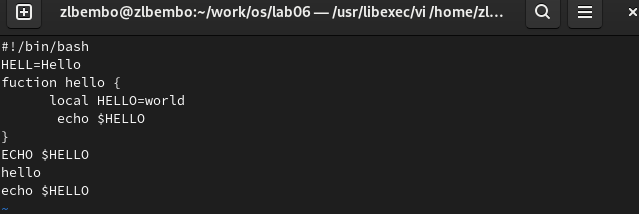 zlbembo@zlbembo:~/work/os/lab06 — /usr/libexec/vi /home/zl...
#!/bin/bash
HELL=Hello
fuction hello {
      local HELLO=world
       echo $HELLO
}
ECHO $HELLO
hello
echo $HELLO
~